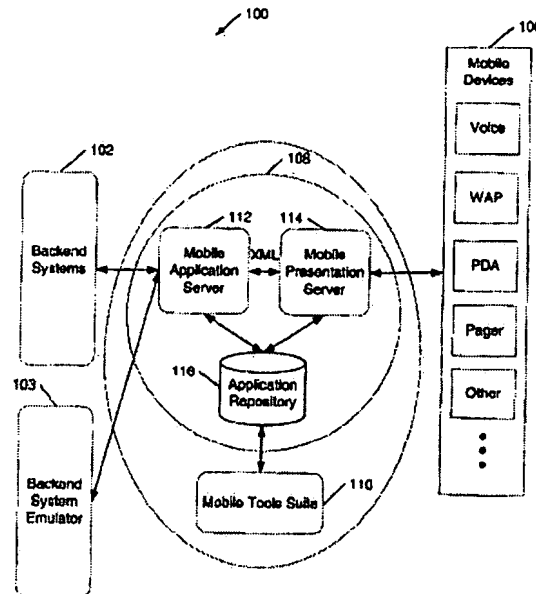 100
Mobile
Devices
Voice
WAP
PDA
Pager
Other
102
Backend
Systems
108
112
114
Mobile
Application
Server
XML
Mobile
Presentation
Server
116
Application
Repository
103
Backend
System
Emulator
Mobile Tools Suite
110